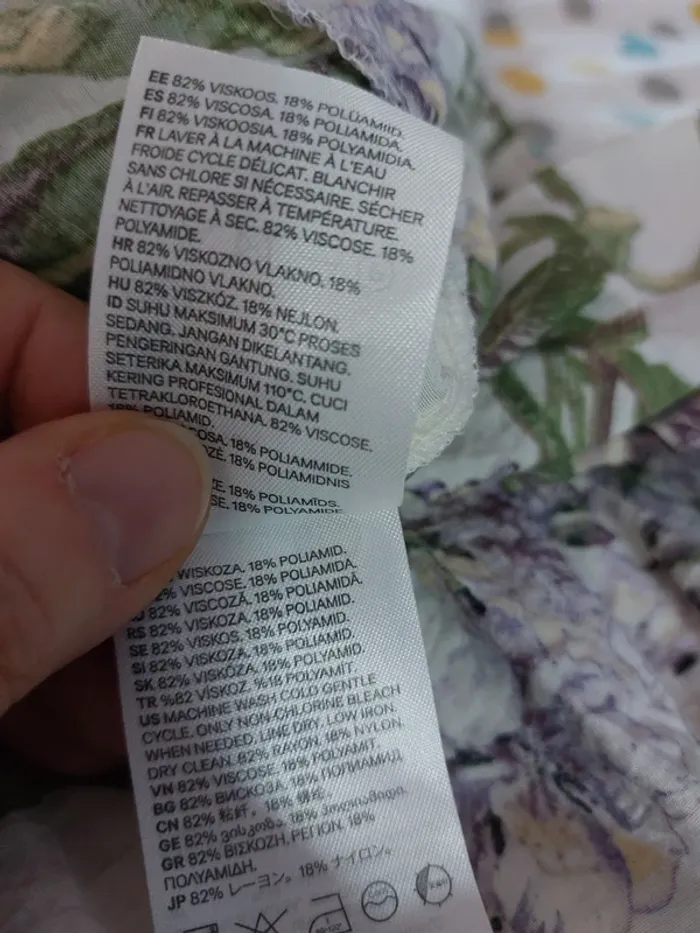 EE 82% VISKOOS. 18% POLÜAMIID.
ES 82% VISCOSA. 18% POLIAMIDA.
FI 82% VISKOOSIA. 18% POLYAMIDIA.
FR LAVER À LA MACHINE À L'EAU
FROIDE CYCLE DÉLICAT. BLANCHIR
SANS CHLORE SI NÉCESSAIRE. SÉCHER
À L'AIR. REPASSER À TEMPÉRATURE.
NETTOYAGE À SEC. 82% VISCOSE. 18%
POLYAMIDE.
HR 82% VISKOZNO VLAKNO. 18%
POLIAMIDNO VLAKNO.
HU 82% VISZKÓZ. 18% NEJLON.
ID SUHU MAKSIMUM 30°C PROSES
SEDANG. JANGAN DIKELANTANG.
PENGERINGAN GANTUNG. SUHU
SETERIKA MAKSIMUM 110°C. CUCI
KERING PROFESIONAL DALAM
TETRAKLOROETHANA. 82% VISCOSE.
18% POLIAMID.
18% POLIAMMIDE.
18% POLIAMIDNIS
18% POLIAMĪDS.
18% POLYAMIDE
WISKOZA. 18% POLIAMID.
VISCOSE. 18% POLIAMIDA.
82% VISCOZĂ. 18% POLIAMIDĂ.
RS 82% VISKOZA. 18% POLIAMID.
SE 82% VISKOS. 18% POLYAMID.
SI 82% VISKOZA. 18% POLIAMID.
SK 82% VISKÓZA. 18% POLYAMID.
TR %82 VİSKOZ. %18 POLYAMİT.
US MACHINE WASH COLD GENTLE
CYCLE. ONLY NON-CHLORINE BLEACH
WHEN NEEDED. LINE DRY. LOW IRON.
DRY CLEAN. 82% RAYON. 18% NYLON.
VN 82% VISCOSE. 18% POLYAMIT.
BG 82% ВИСКОЗА. 18% ПОЛИАМИД
CN 82% 粘纤。18% 锦纶.
GE 82% ვისკოზა. 18% პოლიამიდი.
GR 82% ΒΙΣΚΟΖΗ, ΡΕΓΙΟΝ. 18%
ΠΟΛΥΑΜΙΔΗ.
JP 82% レーヨン。18% ナイロン。